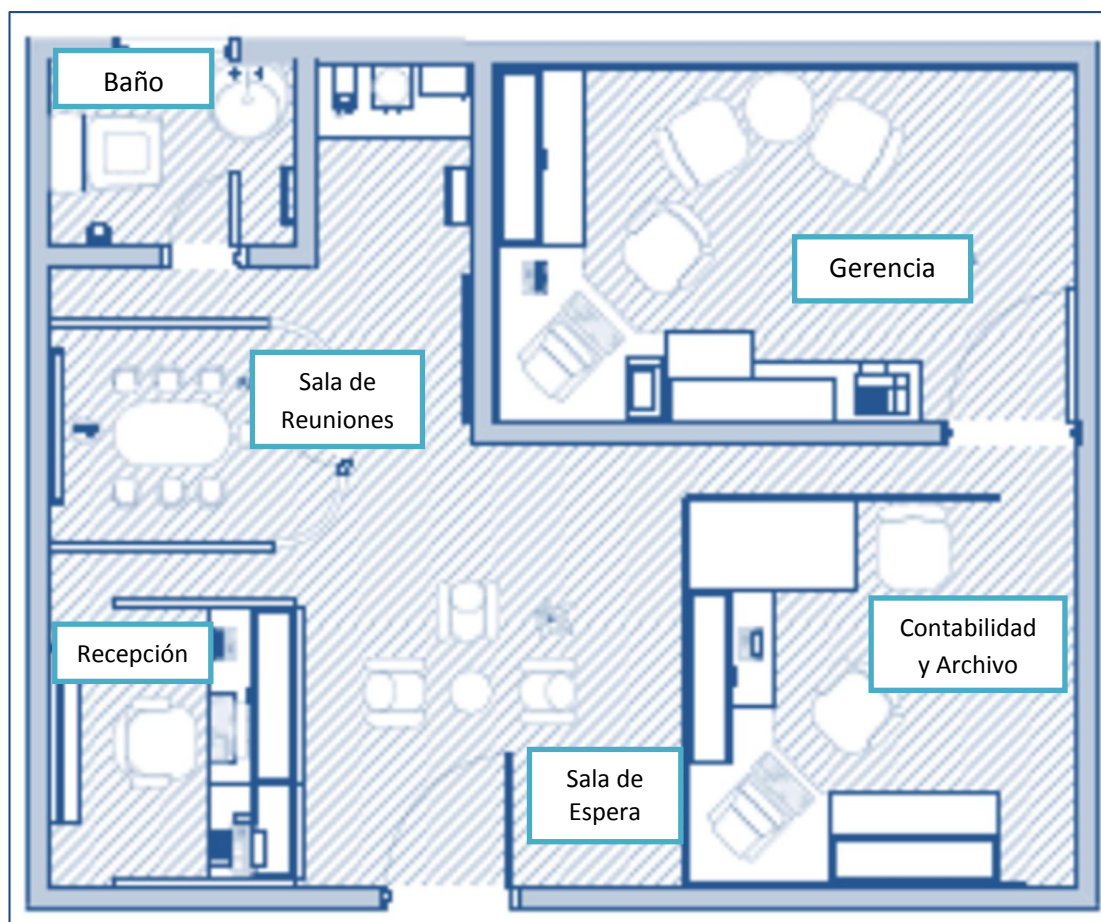 Baño
Gerencia
Sala de
Reuniones
Recepción
Contabilidad
y Archivo
Sala de
Espera